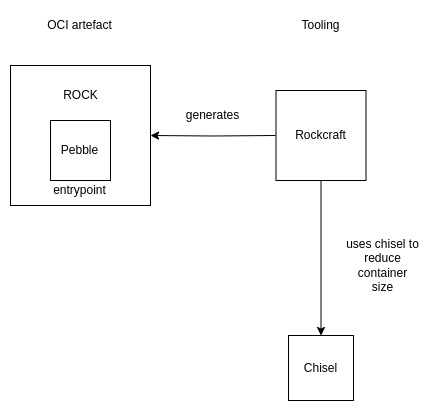 OCI artefact
Tooling
ROCK
Pebble
entrypoint
generates
Rockcraft
uses chisel to
reduce
container
size
Chisel